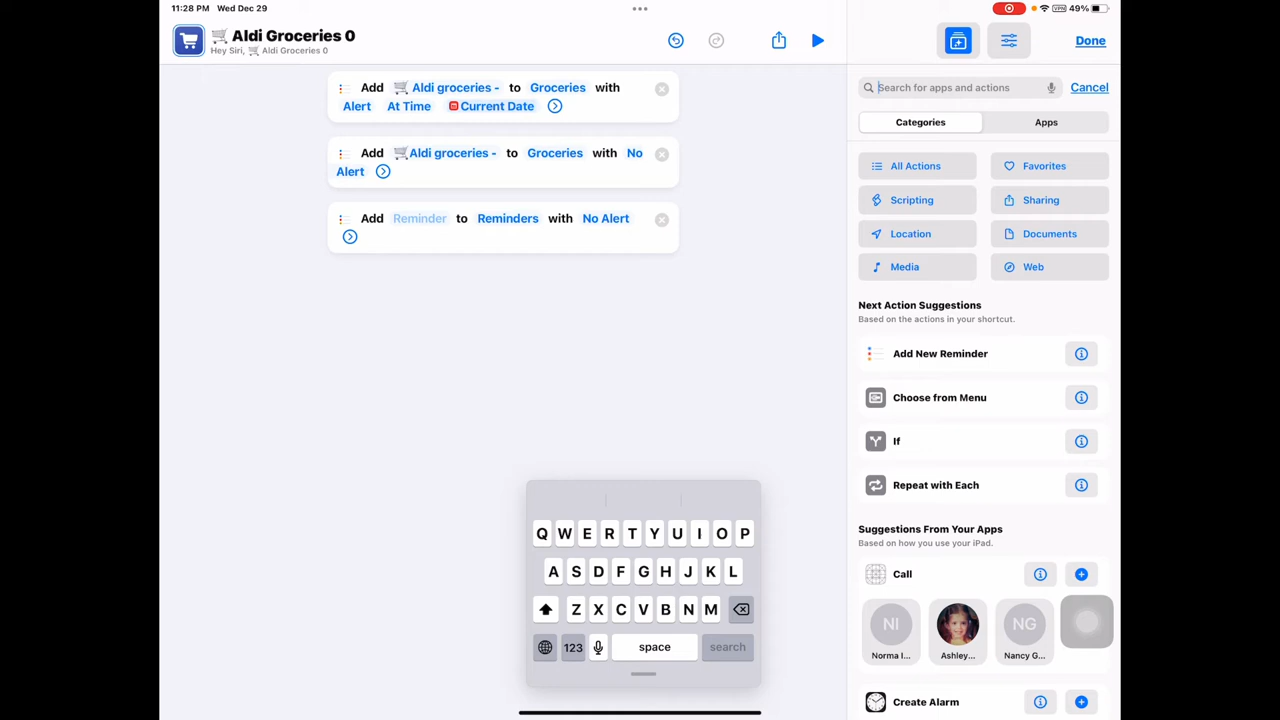 11:28 PM Wed Dec 29
VPN 49%
🛒 Aldi Groceries 0
Hey Siri, 🛒 Aldi Groceries 0
Done
Add 🛒 Aldi groceries - to Groceries with
Alert At Time Current Date
Add 🛒Aldi groceries - to Groceries with No
Alert
Add Reminder to Reminders with No Alert
Search for apps and actions
Cancel
Categories
Apps
All Actions
Favorites
Scripting
Sharing
Location
Documents
Media
Web
Next Action Suggestions
Based on the actions in your shortcut.
Add New Reminder
Choose from Menu
If
Repeat with Each
Suggestions From Your Apps
Based on how you use your iPad.
Call
NI
NG
Norma I...
Ashley...
Nancy G...
Create Alarm
Q W E R T Y U I O P
A S D F G H J K L
Z X C V B N M
123
space
search